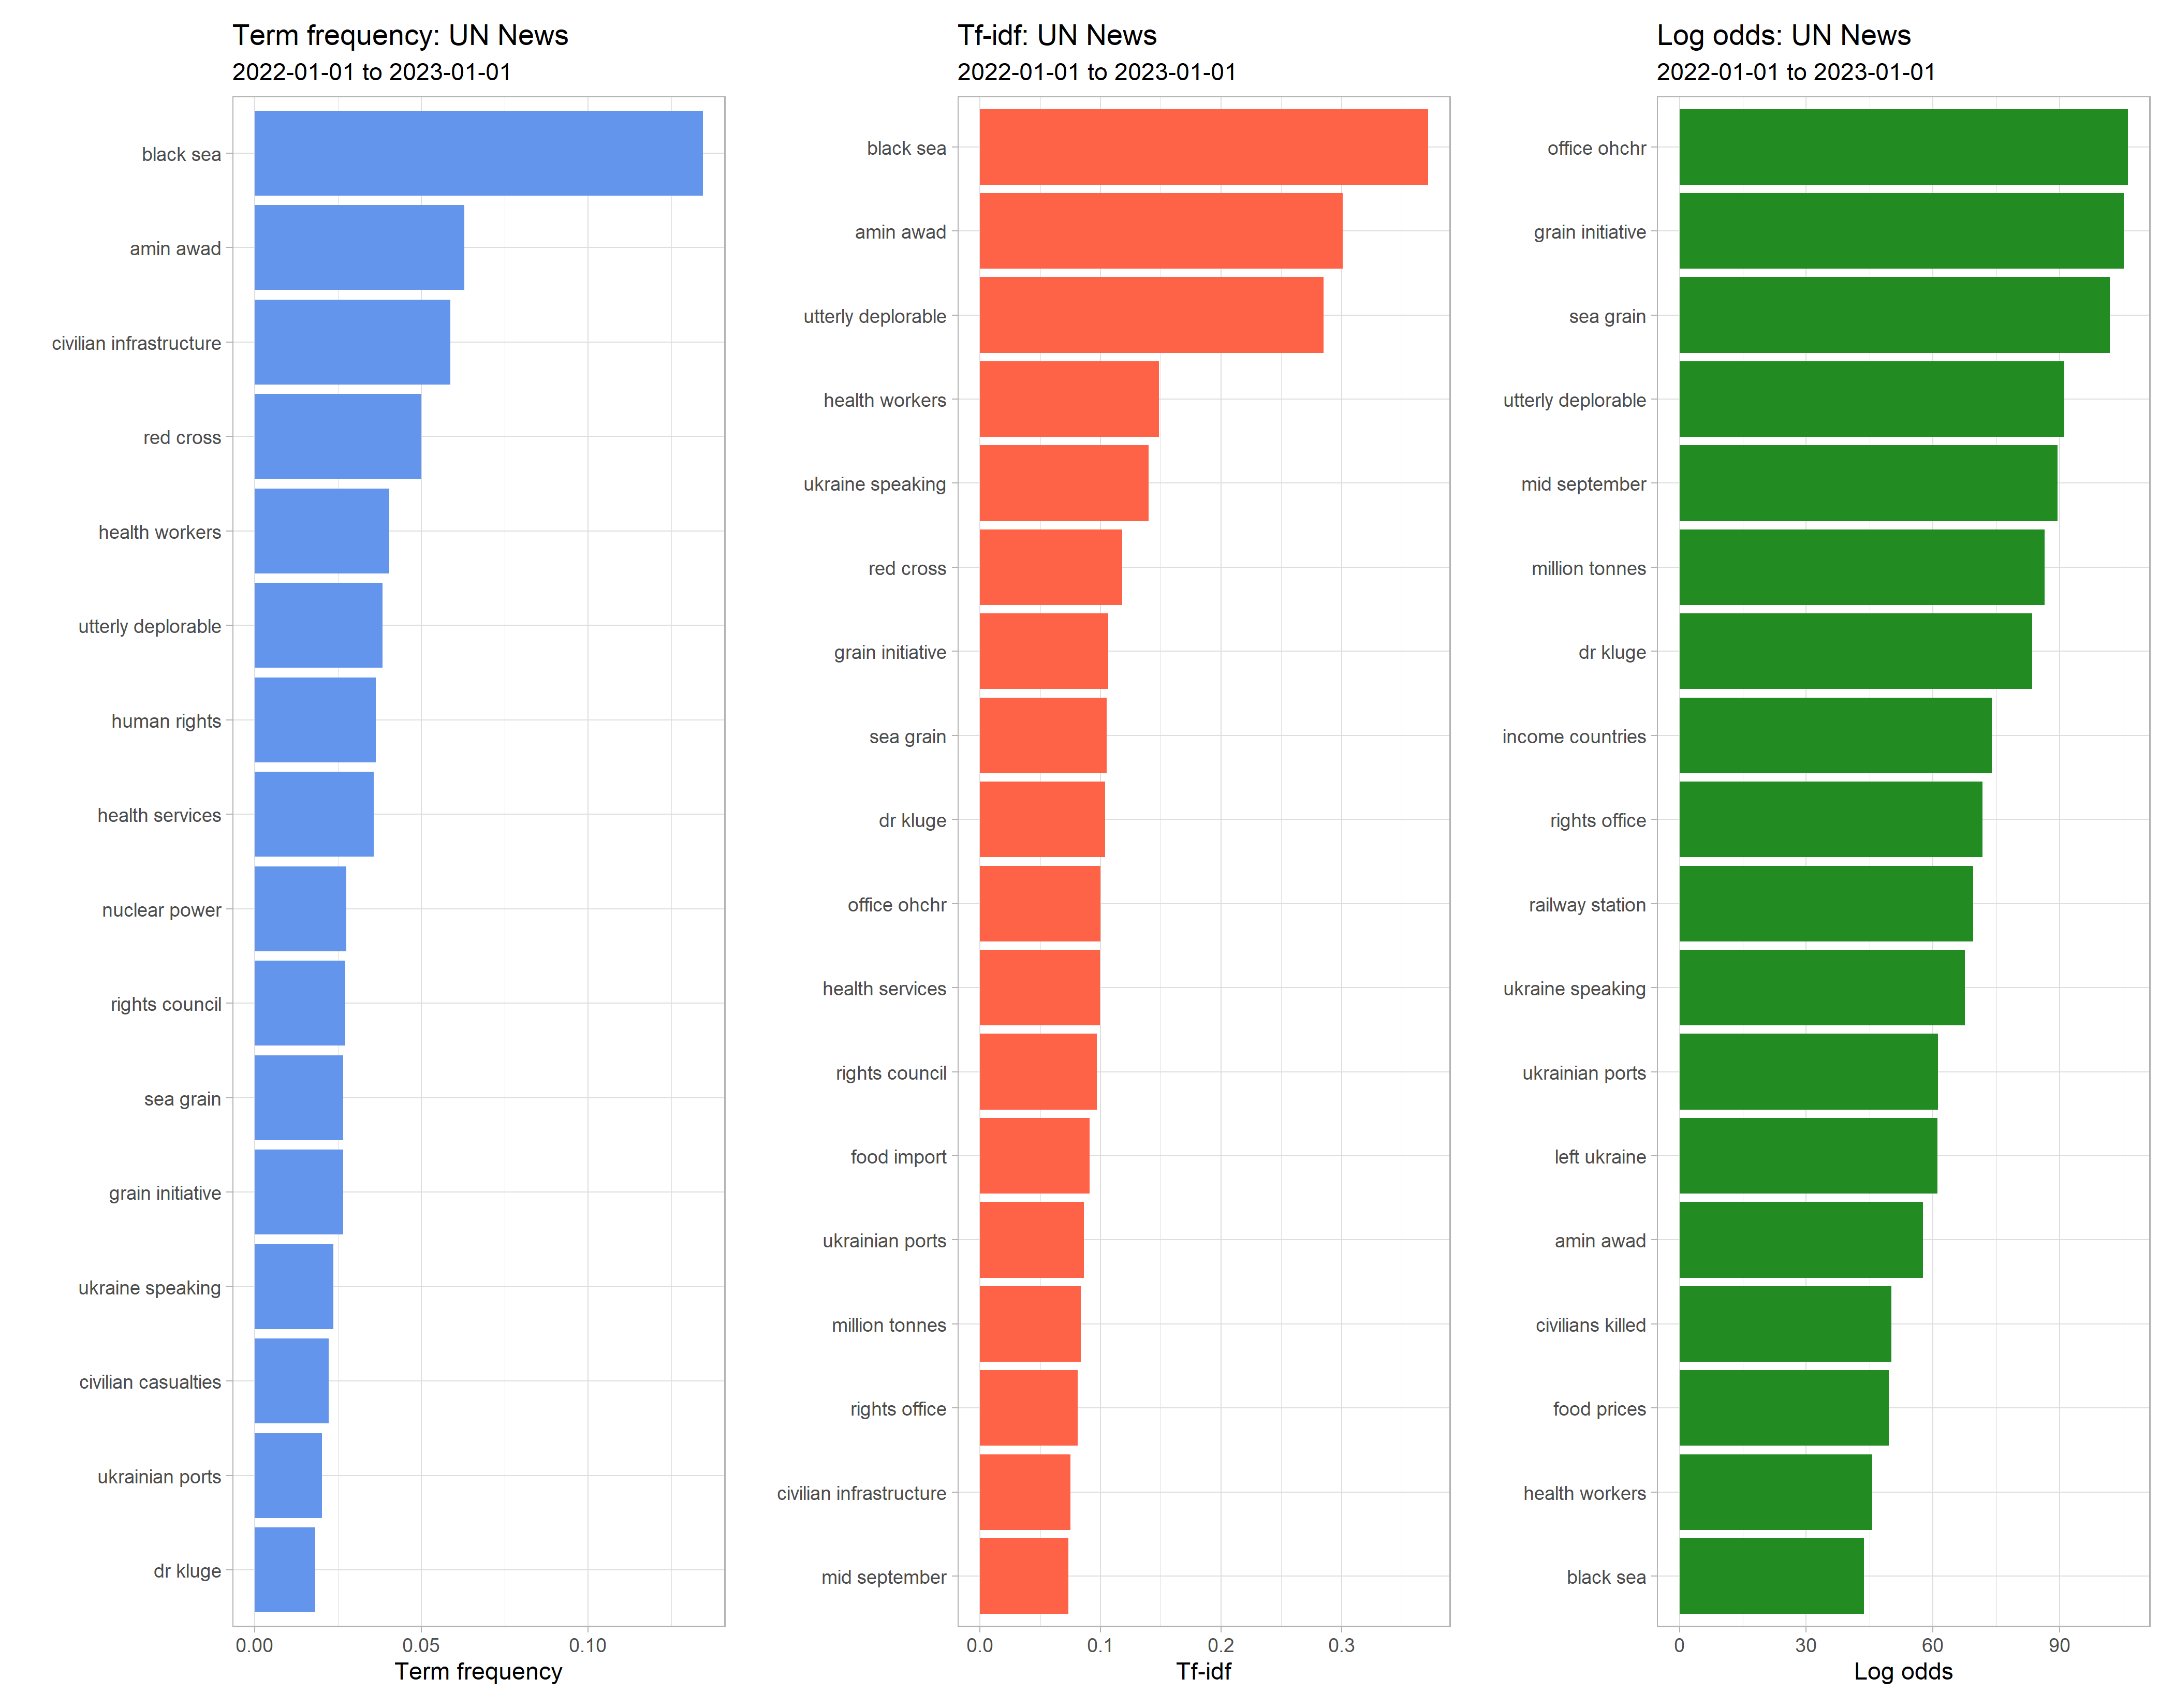 Term frequency: UN News
2022-01-01 to 2023-01-01
black sea
amin awad
civilian infrastructure
red cross
health workers
utterly deplorable
human rights
health services
nuclear power
rights council
sea grain
grain initiative
ukraine speaking
civilian casualties
ukrainian ports
dr kluge
0.00 0.05 0.10
Term frequency
Tf-idf: UN News
2022-01-01 to 2023-01-01
black sea
amin awad
utterly deplorable
health workers
ukraine speaking
red cross
grain initiative
sea grain
dr kluge
office ohchr
health services
rights council
food import
ukrainian ports
million tonnes
rights office
civilian infrastructure
mid september
0.0 0.1 0.2 0.3
Tf-idf
Log odds: UN News
2022-01-01 to 2023-01-01
office ohchr
grain initiative
sea grain
utterly deplorable
mid september
million tonnes
dr kluge
income countries
rights office
railway station
ukraine speaking
ukrainian ports
left ukraine
amin awad
civilians killed
food prices
health workers
black sea
0 30 60 90
Log odds